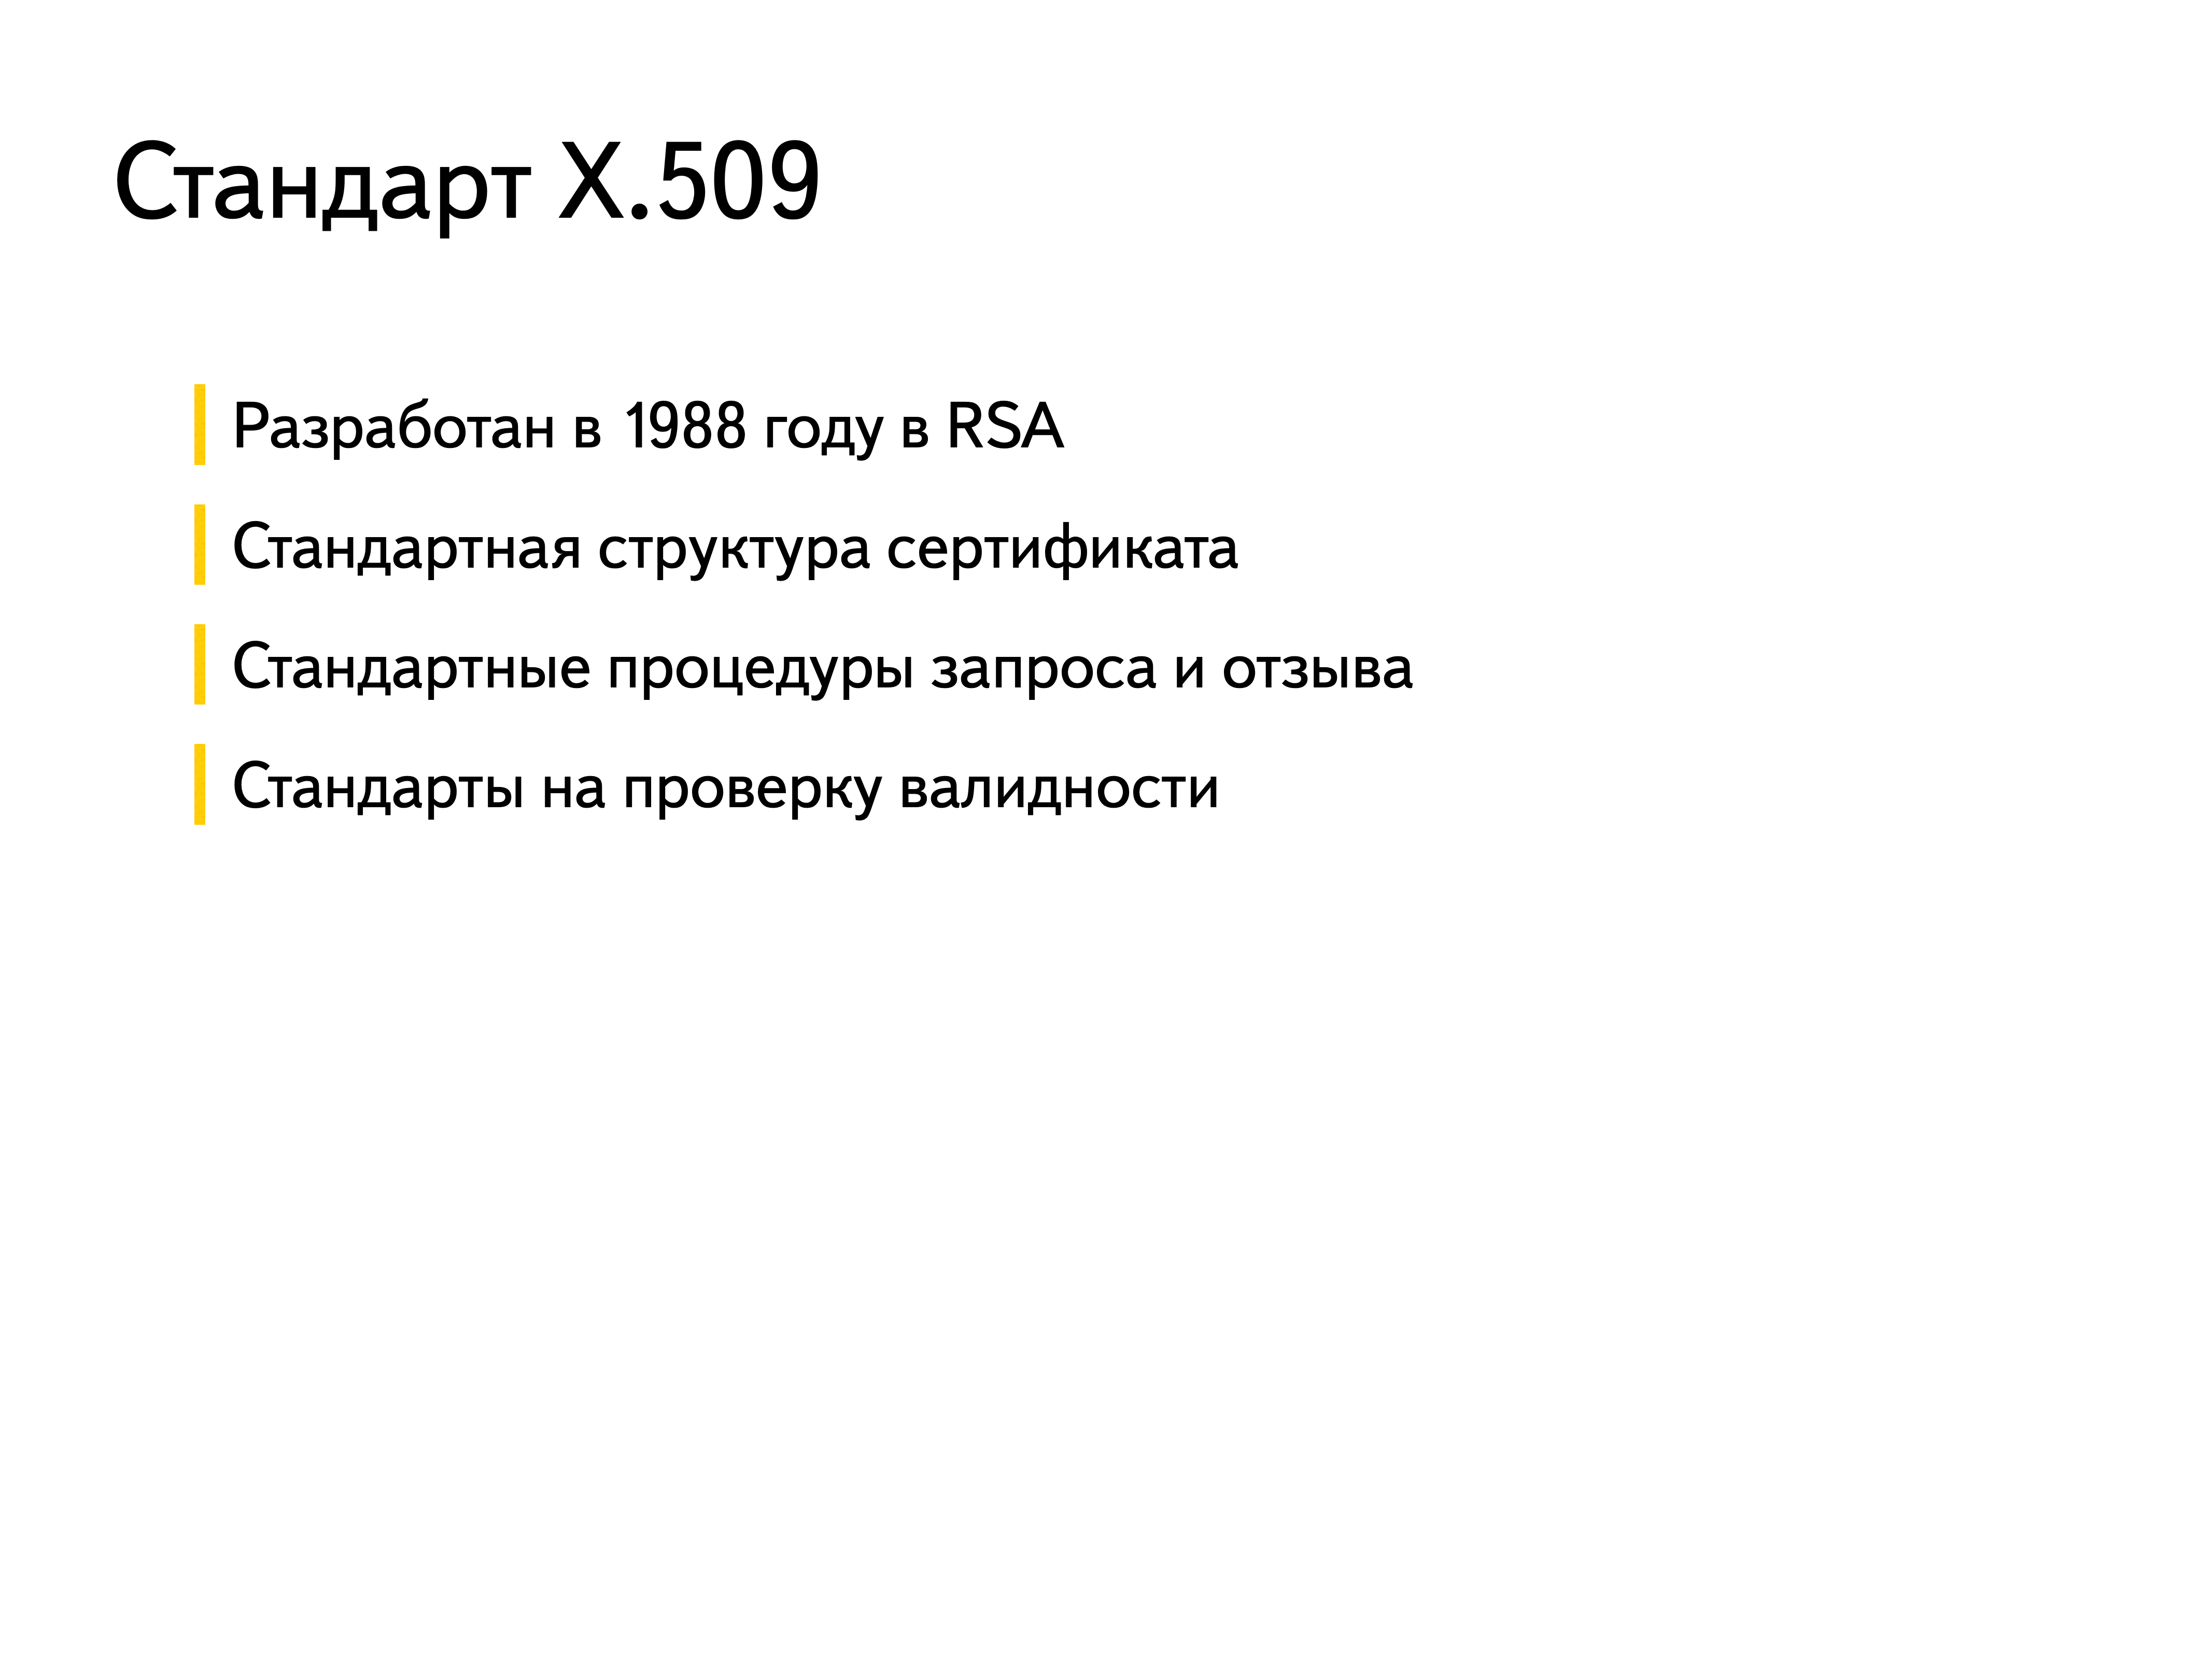 Стандарт X.509
Разработан в 1988 году в RSA
Стандартная структура сертификата
Стандартные процедуры запроса и отзыва
Стандарты на проверку валидности